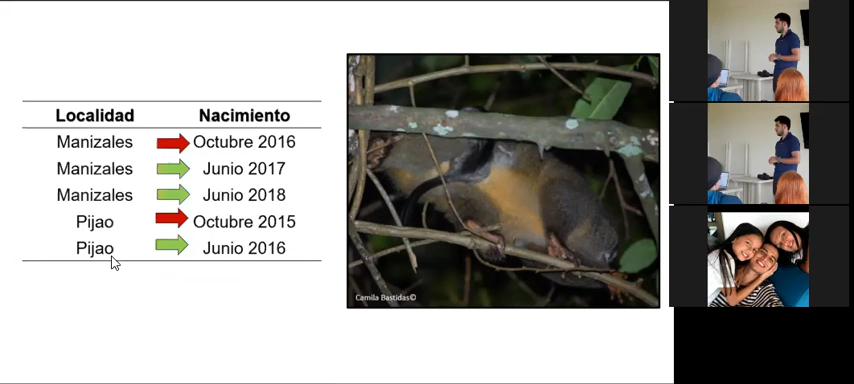 Localidad Nacimiento
Manizales Octubre 2016
Manizales Junio 2017
Manizales Junio 2018
Pijao Octubre 2015
Pijao Junio 2016
Camila Bastidas©